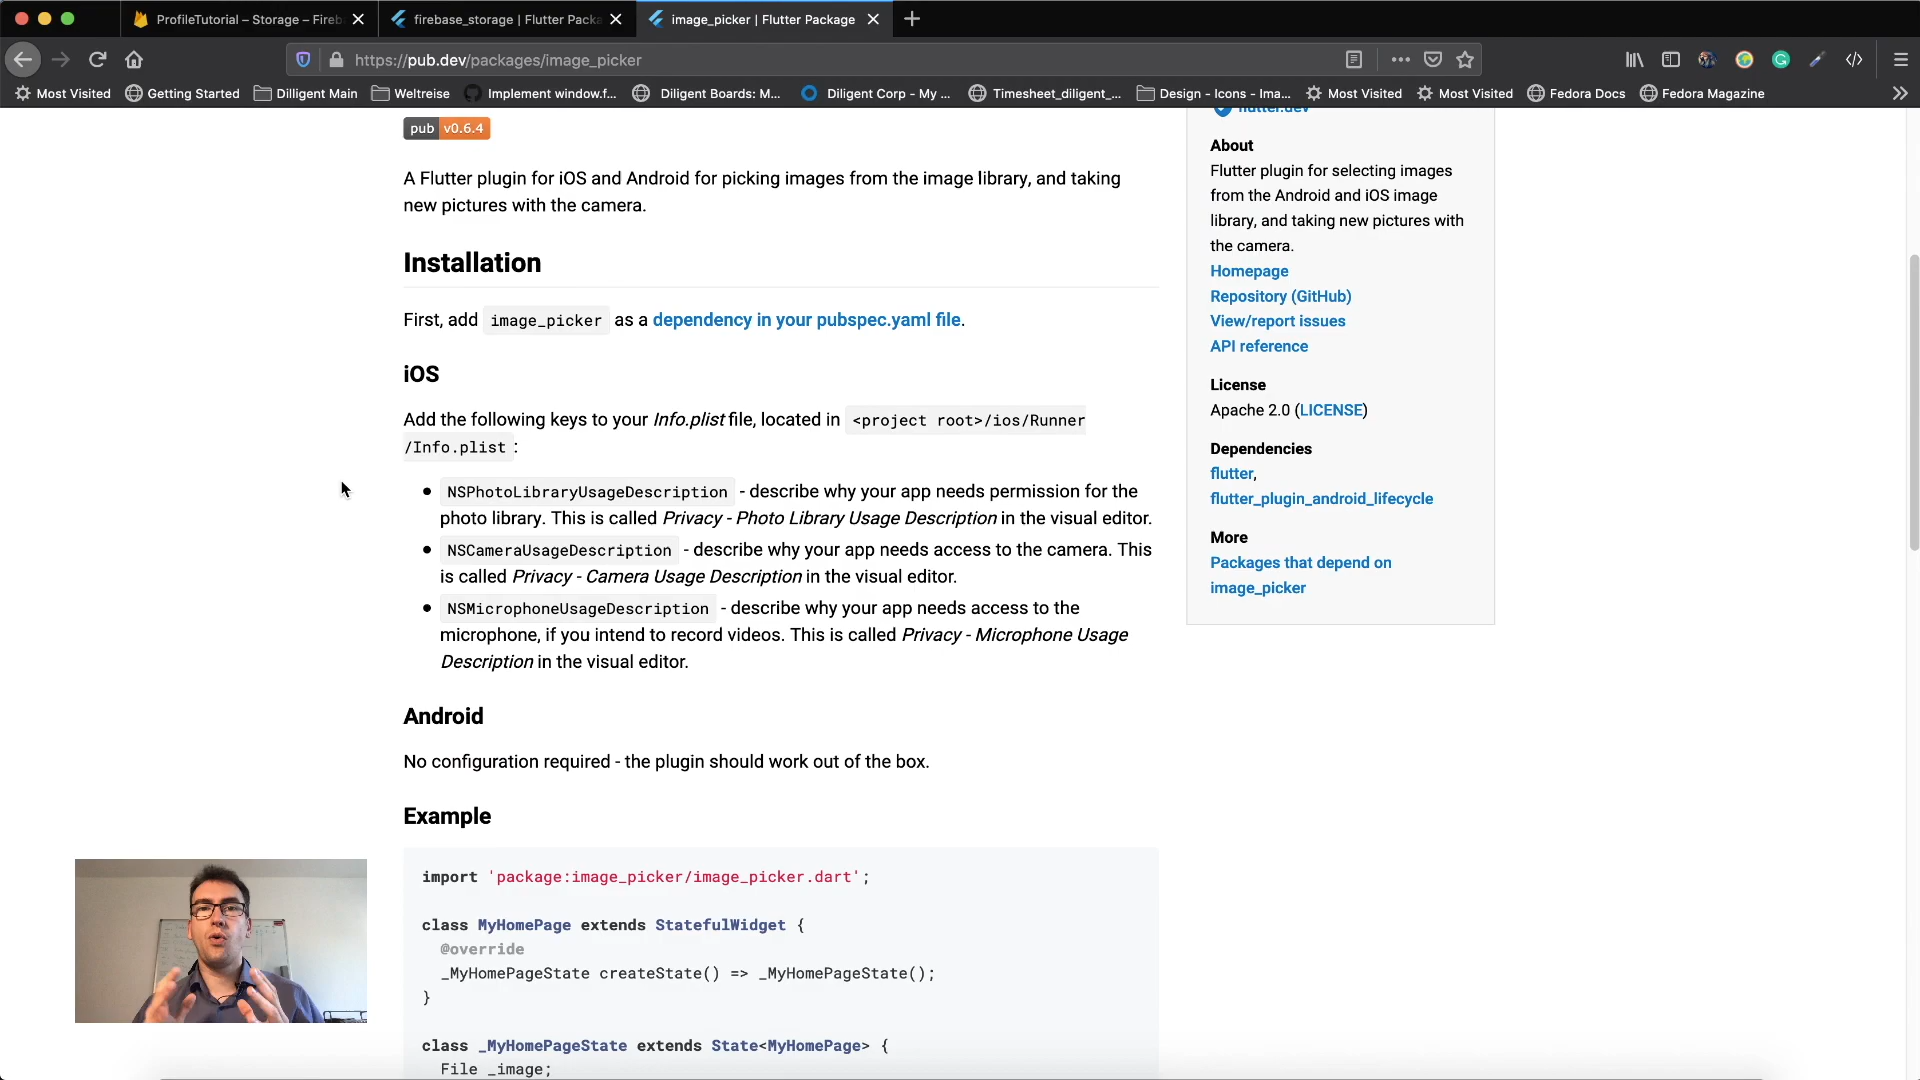 ProfileTutorial – Storage – Fireb
firebase_storage | Flutter Packa
image_picker | Flutter Package
https://pub.dev/packages/image_picker
Most Visited
Getting Started
Dilligent Main
Weltreise
Implement window.f...
Diligent Boards: M...
Diligent Corp - My ...
Timesheet_diligent_...
Design - Icons - Ima...
Most Visited
Most Visited
Fedora Docs
Fedora Magazine
pub v0.6.4
A Flutter plugin for iOS and Android for picking images from the image library, and taking
new pictures with the camera.
Installation
First, add image_picker as a dependency in your pubspec.yaml file.
iOS
Add the following keys to your Info.plist file, located in <project root>/ios/Runner
/Info.plist :
• NSPhotoLibraryUsageDescription - describe why your app needs permission for the
photo library. This is called Privacy - Photo Library Usage Description in the visual editor.
• NSCameraUsageDescription - describe why your app needs access to the camera. This
is called Privacy - Camera Usage Description in the visual editor.
• NSMicrophoneUsageDescription - describe why your app needs access to the
microphone, if you intend to record videos. This is called Privacy - Microphone Usage
Description in the visual editor.
Android
No configuration required - the plugin should work out of the box.
Example
import 'package:image_picker/image_picker.dart';
class MyHomePage extends StatefulWidget {
@override
_MyHomePageState createState() => _MyHomePageState();
}
class _MyHomePageState extends State<MyHomePage> {
File _image;
flutter.dev
About
Flutter plugin for selecting images
from the Android and iOS image
library, and taking new pictures with
the camera.
Homepage
Repository (GitHub)
View/report issues
API reference
License
Apache 2.0 (LICENSE)
Dependencies
flutter,
flutter_plugin_android_lifecycle
More
Packages that depend on
image_picker